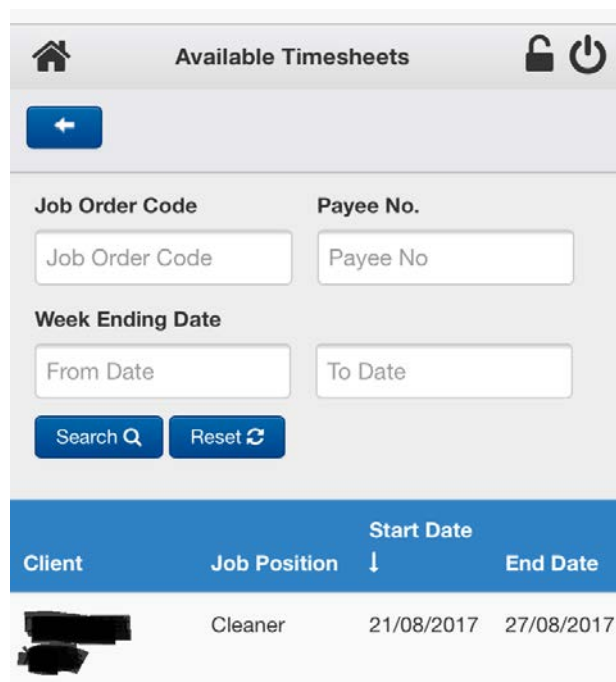 Available Timesheets
Job Order Code Payee No.
Job Order Code Payee No
Week Ending Date
From Date To Date
Search Reset
Start Date
Client Job Position ↓ End Date
Cleaner 21/08/2017 27/08/2017